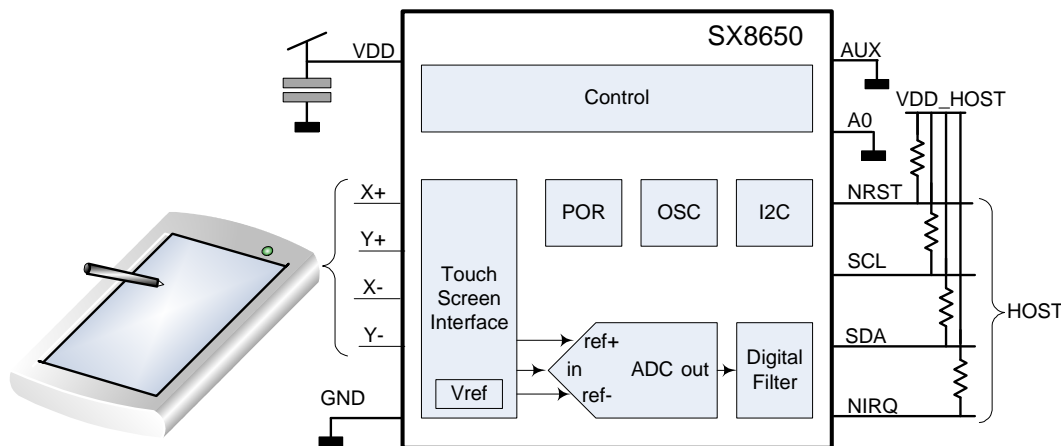 SX8650
VDD
AUX
Control
VDD_HOST
A0
X+
POR
OSC
I2C
NRST
Y+
Touch
Screen
Interface
SCL
X-
HOST
Y-
ref+
in
ref-
ADC out
Digital
Filter
SDA
Vref
GND
NIRQ